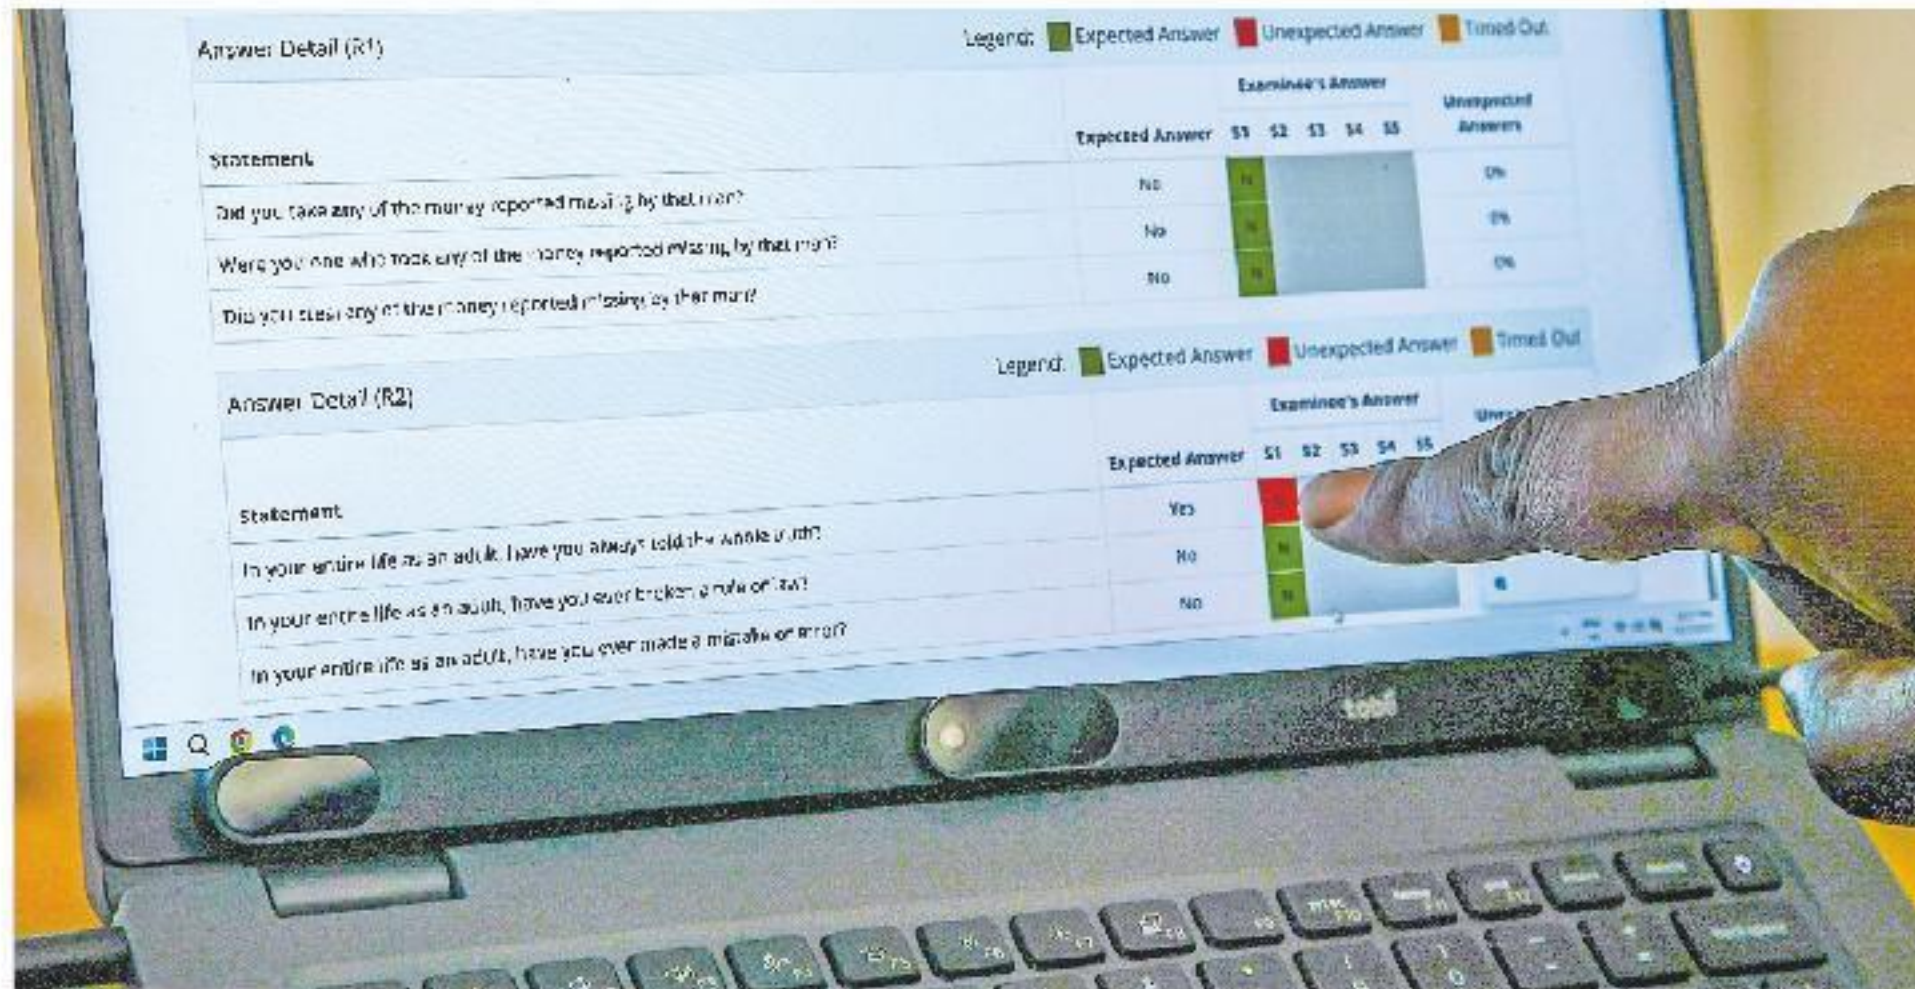 Answer Detail (R1)
Legend: Expected Answer Unexpected Answer Timed Out
Examinee's Answer
Statement Expected Answer S1 S2 S3 S4 S5 Unexpected Answers
Did you take any of the money reported missing by that man? No N 0%
Were you one who took any of the money reported missing by that man? No N 0%
Did you steal any of the money reported missing by that man? No N 0%
Answer Detail (R2)
Legend: Expected Answer Unexpected Answer Timed Out
Examinee's Answer
Statement Expected Answer S1 S2 S3 S4 S5
In your entire life as an adult, have you always told the whole truth? Yes
In your entire life as an adult, have you ever broken a rule or law? No N
In your entire life as an adult, have you ever made a mistake or error? No N
tobii